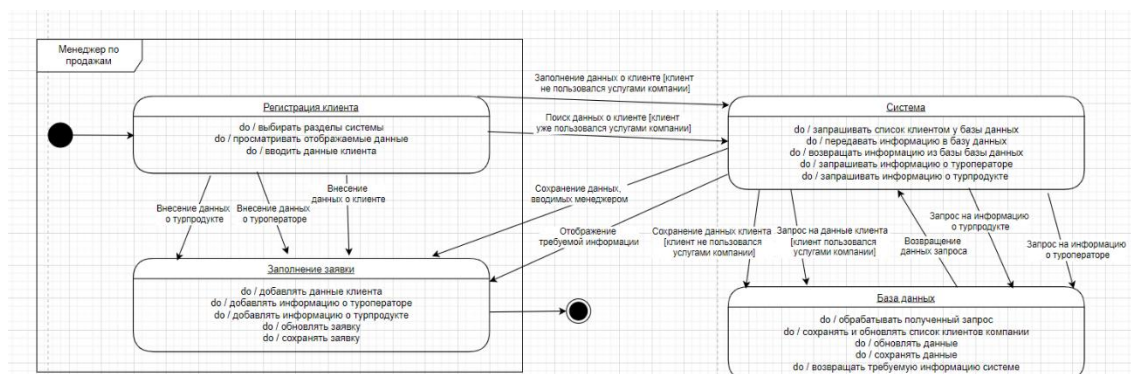 Менеджер по
продажам
Регистрация клиента
do / выбирать разделы системы
do / просматривать отображаемые данные
do / вводить данные клиента
Заполнение данных о клиенте [клиент
не пользовался услугами компании]
Поиск данных о клиенте [клиент
уже пользовался услугами компании]
Система
do / запрашивать список клиентом у базы данных
do / передавать информацию в базу данных
do / возвращать информацию из базы базы данных
do / запрашивать информацию о туроператоре
do / запрашивать информацию о турпродукте
Внесение данных
о турпродукте
Внесение данных
о туроператоре
Внесение
данных о клиенте
Сохранение данных,
вводимых менеджером
Отображение
требуемой информации
Сохранение данных клиента
[клиент не пользовался
услугами компании]
Запрос на данные клиента
[клиент пользовался
услугами компании]
Возвращение
данных запроса
Запрос на информацию
о турпродукте
Запрос на информацию
о туроператоре
Заполнение заявки
do / добавлять данные клиента
do / добавлять информацию о туроператоре
do / добавлять информацию о турпродукте
do / обновлять заявку
do / сохранять заявку
База данных
do / обрабатывать полученный запрос
do / сохранять и обновлять список клиентов компании
do / обновлять данные
do / сохранять данные
do / возвращать требуемую информацию системе